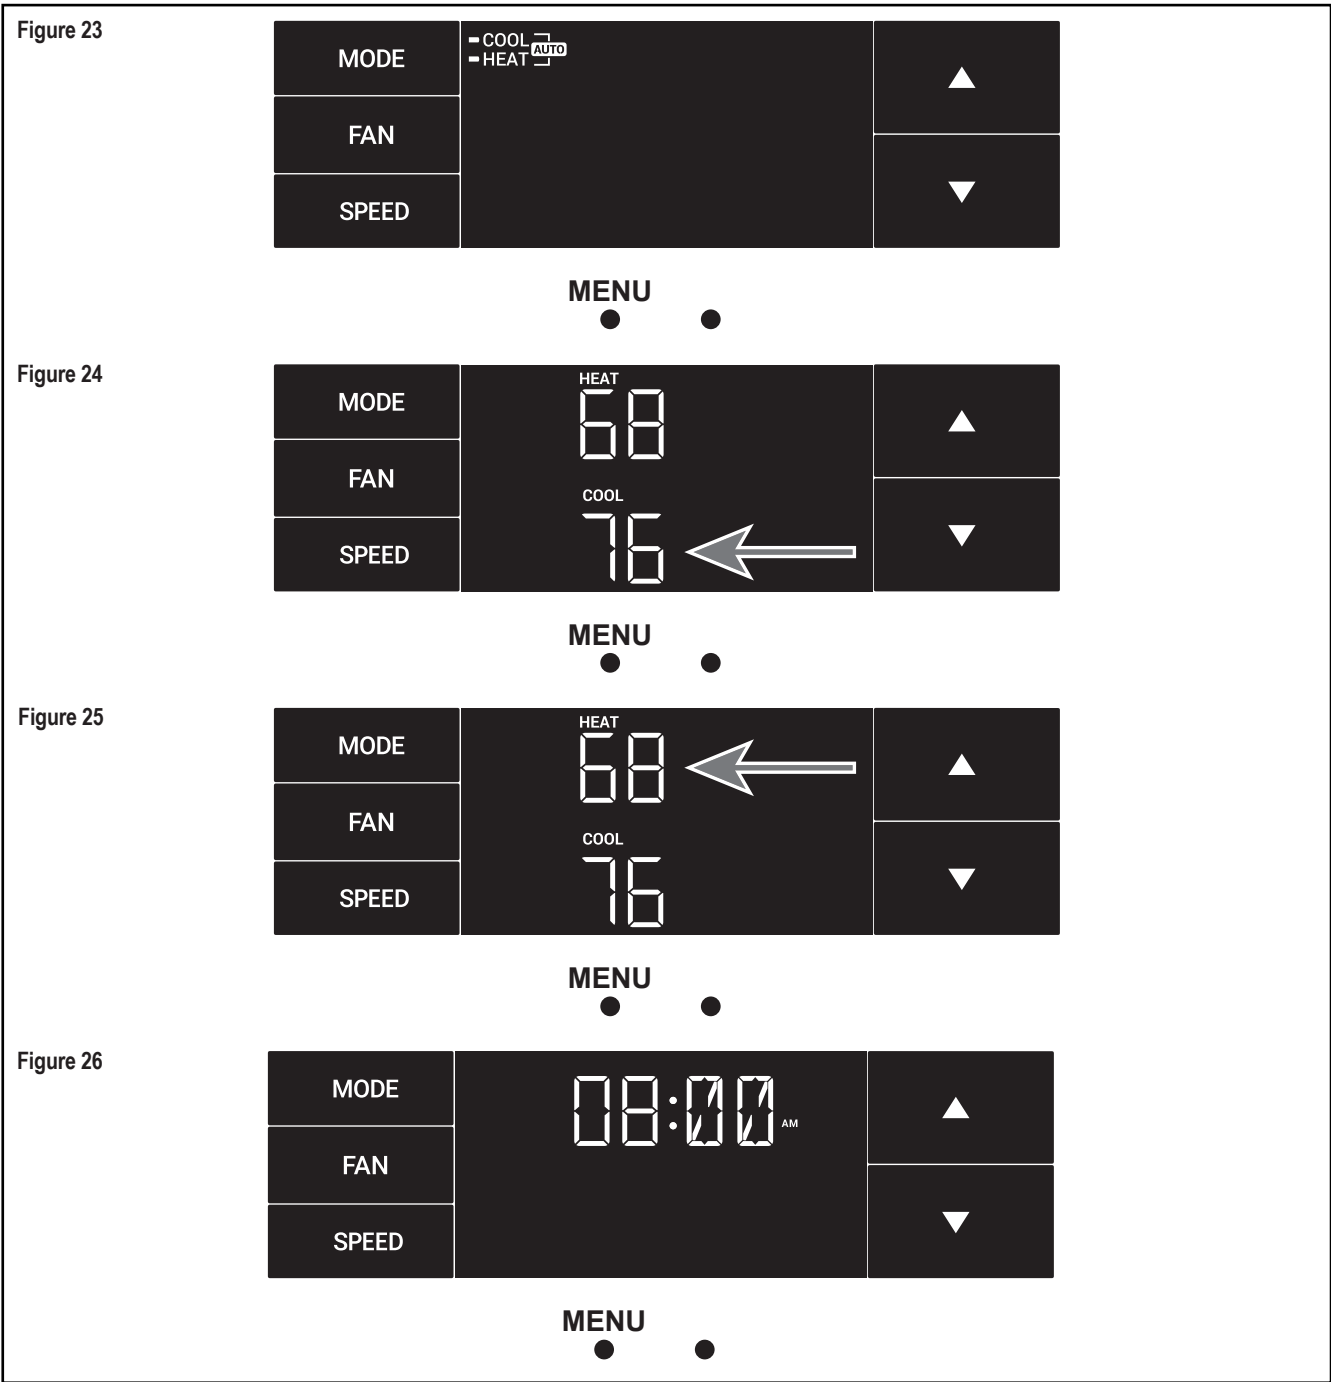 Figure 23
MODE
FAN
SPEED
COOL
HEAT
AUTO
MENU
Figure 24
MODE
FAN
SPEED
HEAT
68
COOL
76
MENU
Figure 25
MODE
FAN
SPEED
HEAT
68
COOL
76
MENU
Figure 26
MODE
FAN
SPEED
08:00 AM
MENU